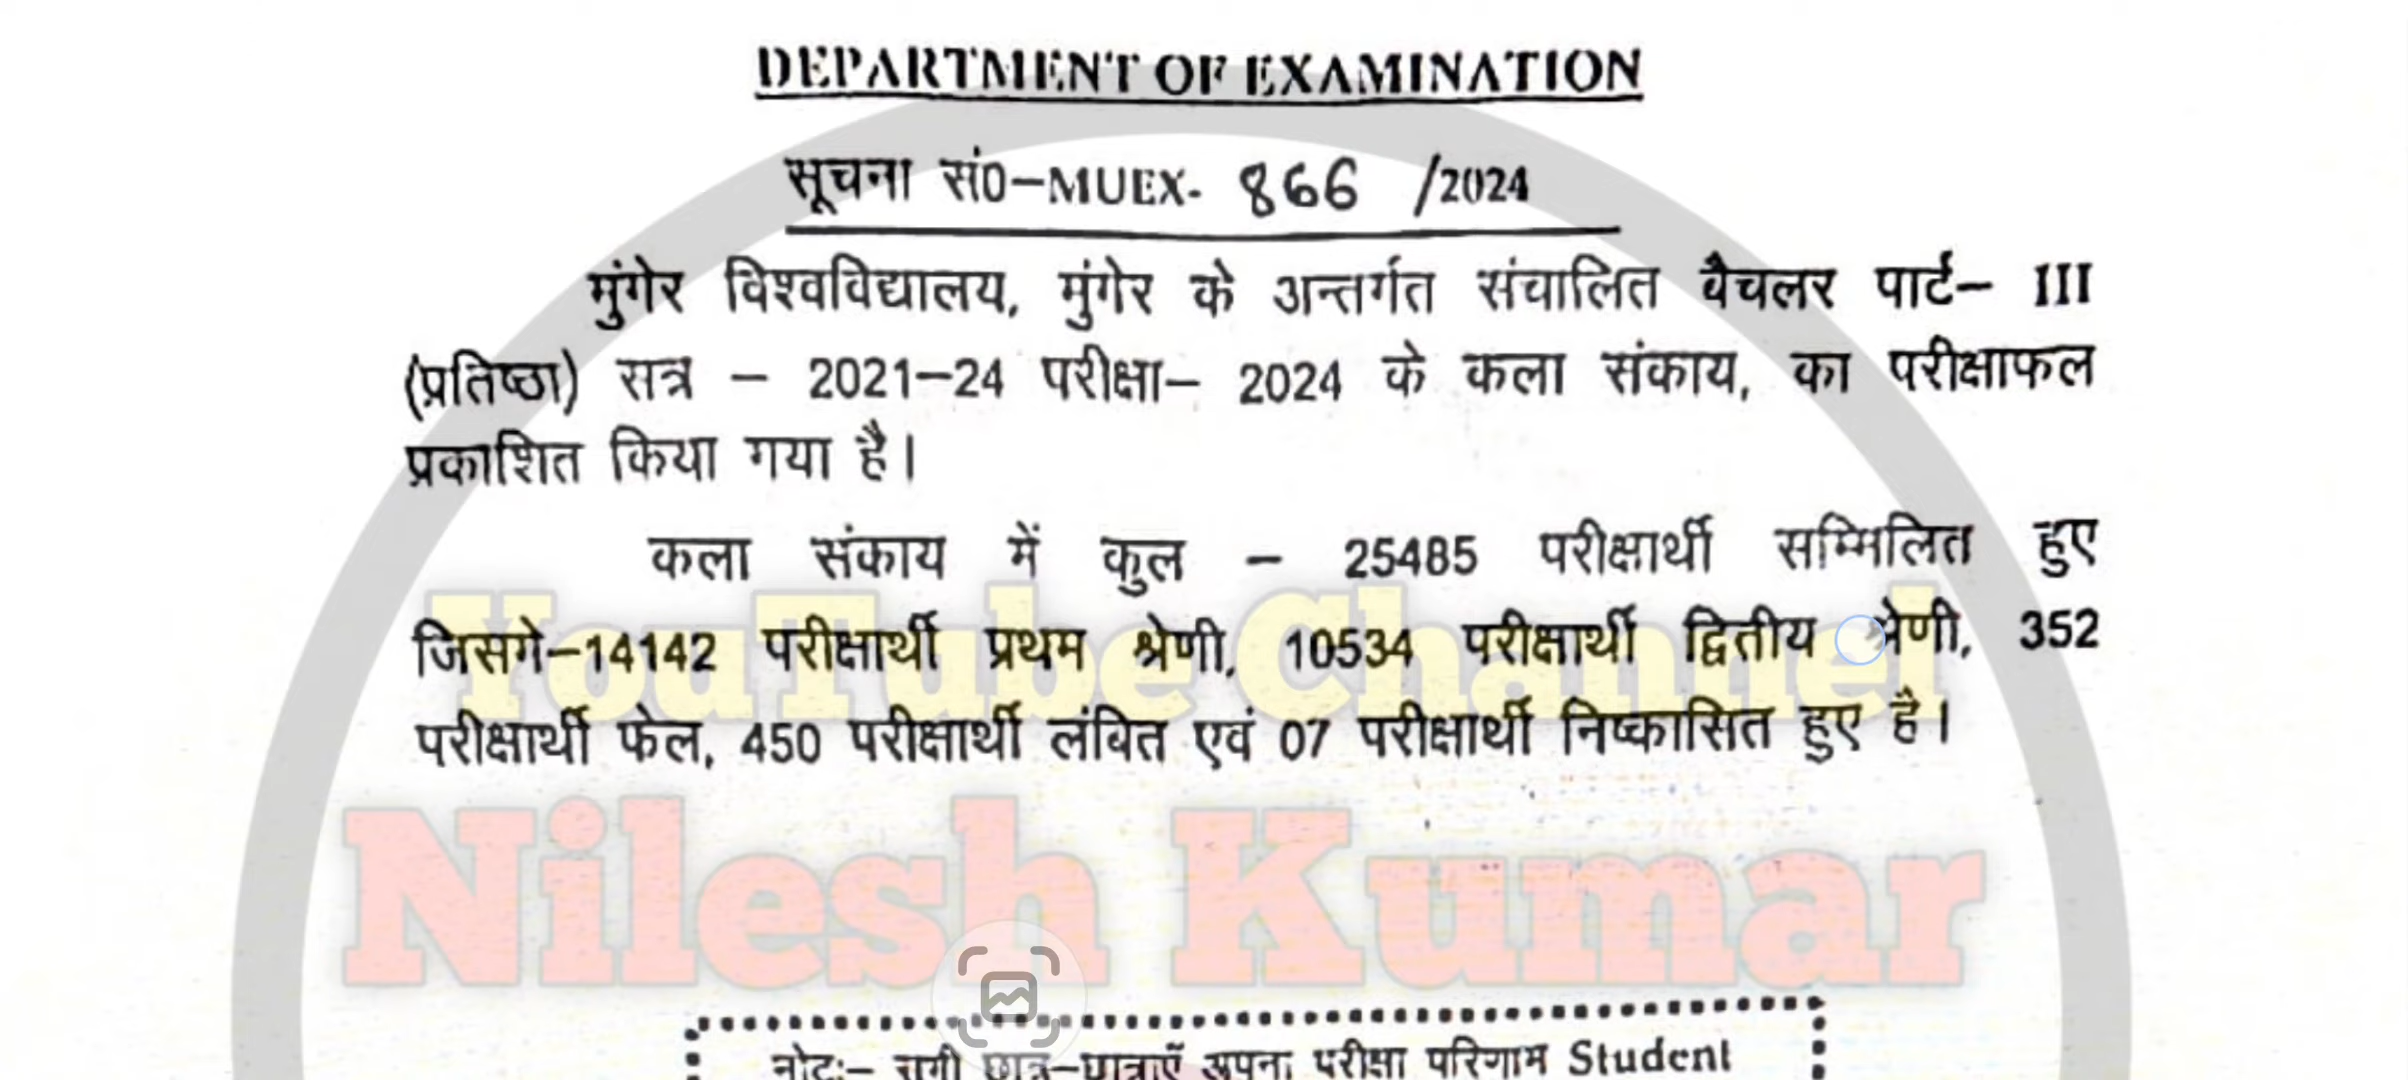 DEPARTMENT OF EXAMINATION
सूचना सं0–MUEX- 866 /2024
मुंगेर विश्वविद्यालय, मुंगेर के अन्तर्गत संचालित बैचलर पार्ट– III
(प्रतिष्ठा) सत्र – 2021–24 परीक्षा– 2024 के कला संकाय, का परीक्षाफल
प्रकाशित किया गया है।
कला संकाय में कुल – 25485 परीक्षार्थी सम्मिलित हुए
जिसमे–14142 परीक्षार्थी प्रथम श्रेणी, 10534 परीक्षार्थी द्वितीय श्रेणी, 352
YouTube Channel
परीक्षार्थी फेल, 450 परीक्षार्थी लंबित एवं 07 परीक्षार्थी निष्कासित हुए है।
Nilesh Kumar
नोटः– सभी छात्र–छात्राएँ अपना परीक्षा परिणाम Student